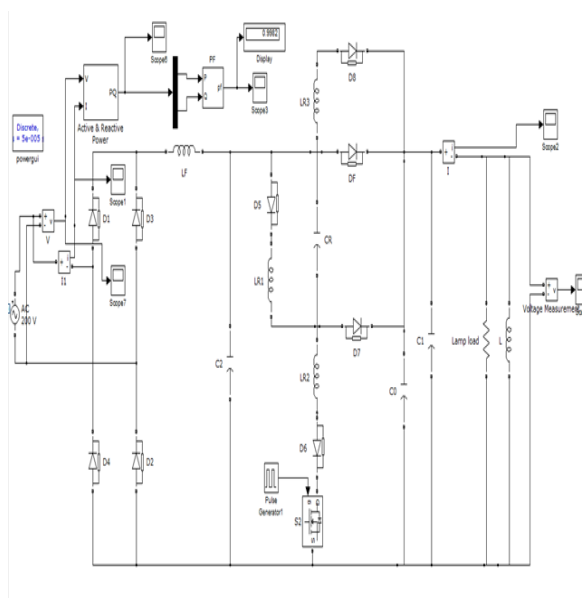 0.9982
Display
Scope6
V
I
PQ
Active & Reactive
Power
P
Q
PF
pf
Scope3
D8
LR3
Discrete,
s = 5e-005
powergui
LF
DF
I
Scope2
D1
D3
Scope1
D5
V
I1
Scope7
CR
LR1
AC
200 V
Voltage Measurement
D7
C1
Lamp load
L
C2
LR2
C0
D4
D2
D6
Pulse
Generator1
S2